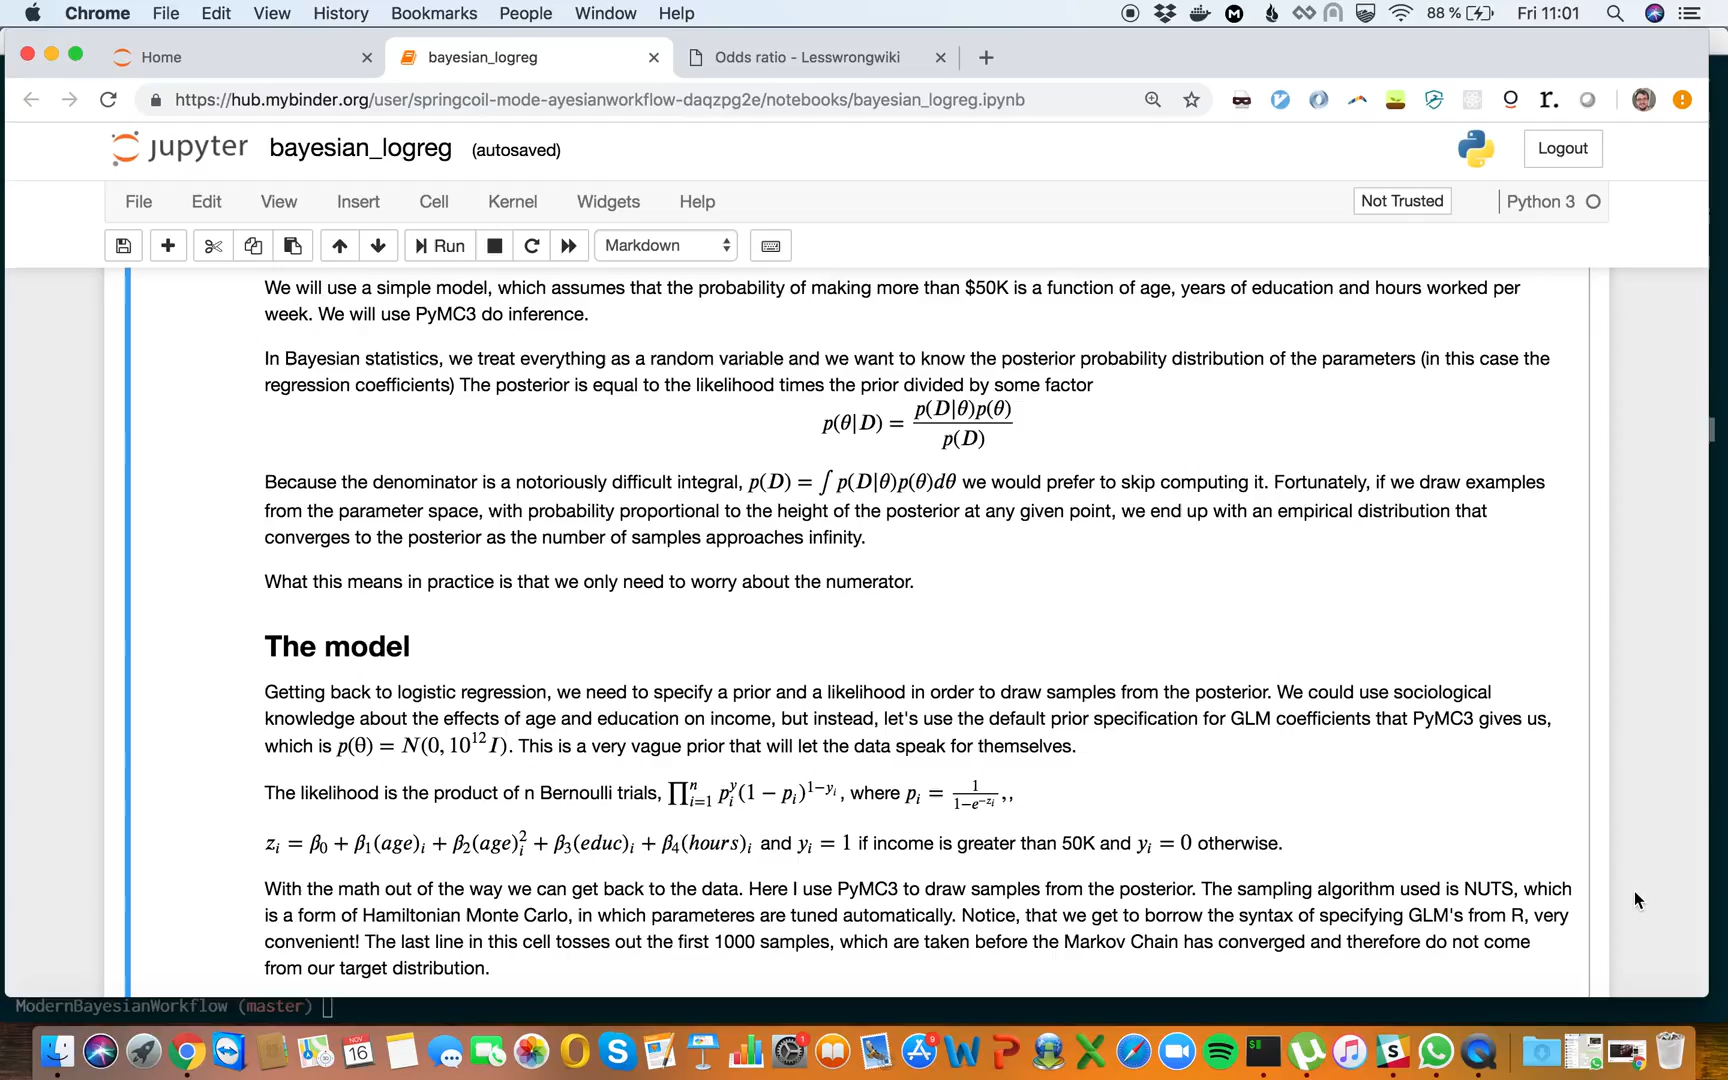 Chrome File Edit View History Bookmarks People Window Help 88 % Fri 11:01
Home bayesian_logreg Odds ratio - Lesswrongwiki
https://hub.mybinder.org/user/springcoil-mode-ayesianworkflow-daqzpg2e/notebooks/bayesian_logreg.ipynb
jupyter bayesian_logreg (autosaved) Logout
File Edit View Insert Cell Kernel Widgets Help Not Trusted Python 3
Run Markdown
We will use a simple model, which assumes that the probability of making more than $50K is a function of age, years of education and hours worked per
week. We will use PyMC3 do inference.
In Bayesian statistics, we treat everything as a random variable and we want to know the posterior probability distribution of the parameters (in this case the
regression coefficients) The posterior is equal to the likelihood times the prior divided by some factor
p(θ|D) = p(D|θ)p(θ) / p(D)
Because the denominator is a notoriously difficult integral, p(D) = ∫ p(D|θ)p(θ)dθ we would prefer to skip computing it. Fortunately, if we draw examples
from the parameter space, with probability proportional to the height of the posterior at any given point, we end up with an empirical distribution that
converges to the posterior as the number of samples approaches infinity.
What this means in practice is that we only need to worry about the numerator.
The model
Getting back to logistic regression, we need to specify a prior and a likelihood in order to draw samples from the posterior. We could use sociological
knowledge about the effects of age and education on income, but instead, let's use the default prior specification for GLM coefficients that PyMC3 gives us,
which is p(θ) = N(0, 10^12 I). This is a very vague prior that will let the data speak for themselves.
The likelihood is the product of n Bernoulli trials, ∏_{i=1}^n p_i^y (1 − p_i)^{1−y_i}, where p_i = 1 / (1−e^{−z_i}),,
z_i = β_0 + β_1(age)_i + β_2(age)_i^2 + β_3(educ)_i + β_4(hours)_i and y_i = 1 if income is greater than 50K and y_i = 0 otherwise.
With the math out of the way we can get back to the data. Here I use PyMC3 to draw samples from the posterior. The sampling algorithm used is NUTS, which
is a form of Hamiltonian Monte Carlo, in which parameteres are tuned automatically. Notice, that we get to borrow the syntax of specifying GLM's from R, very
convenient! The last line in this cell tosses out the first 1000 samples, which are taken before the Markov Chain has converged and therefore do not come
from our target distribution.
ModernBayesianWorkflow (master)
NOV
16